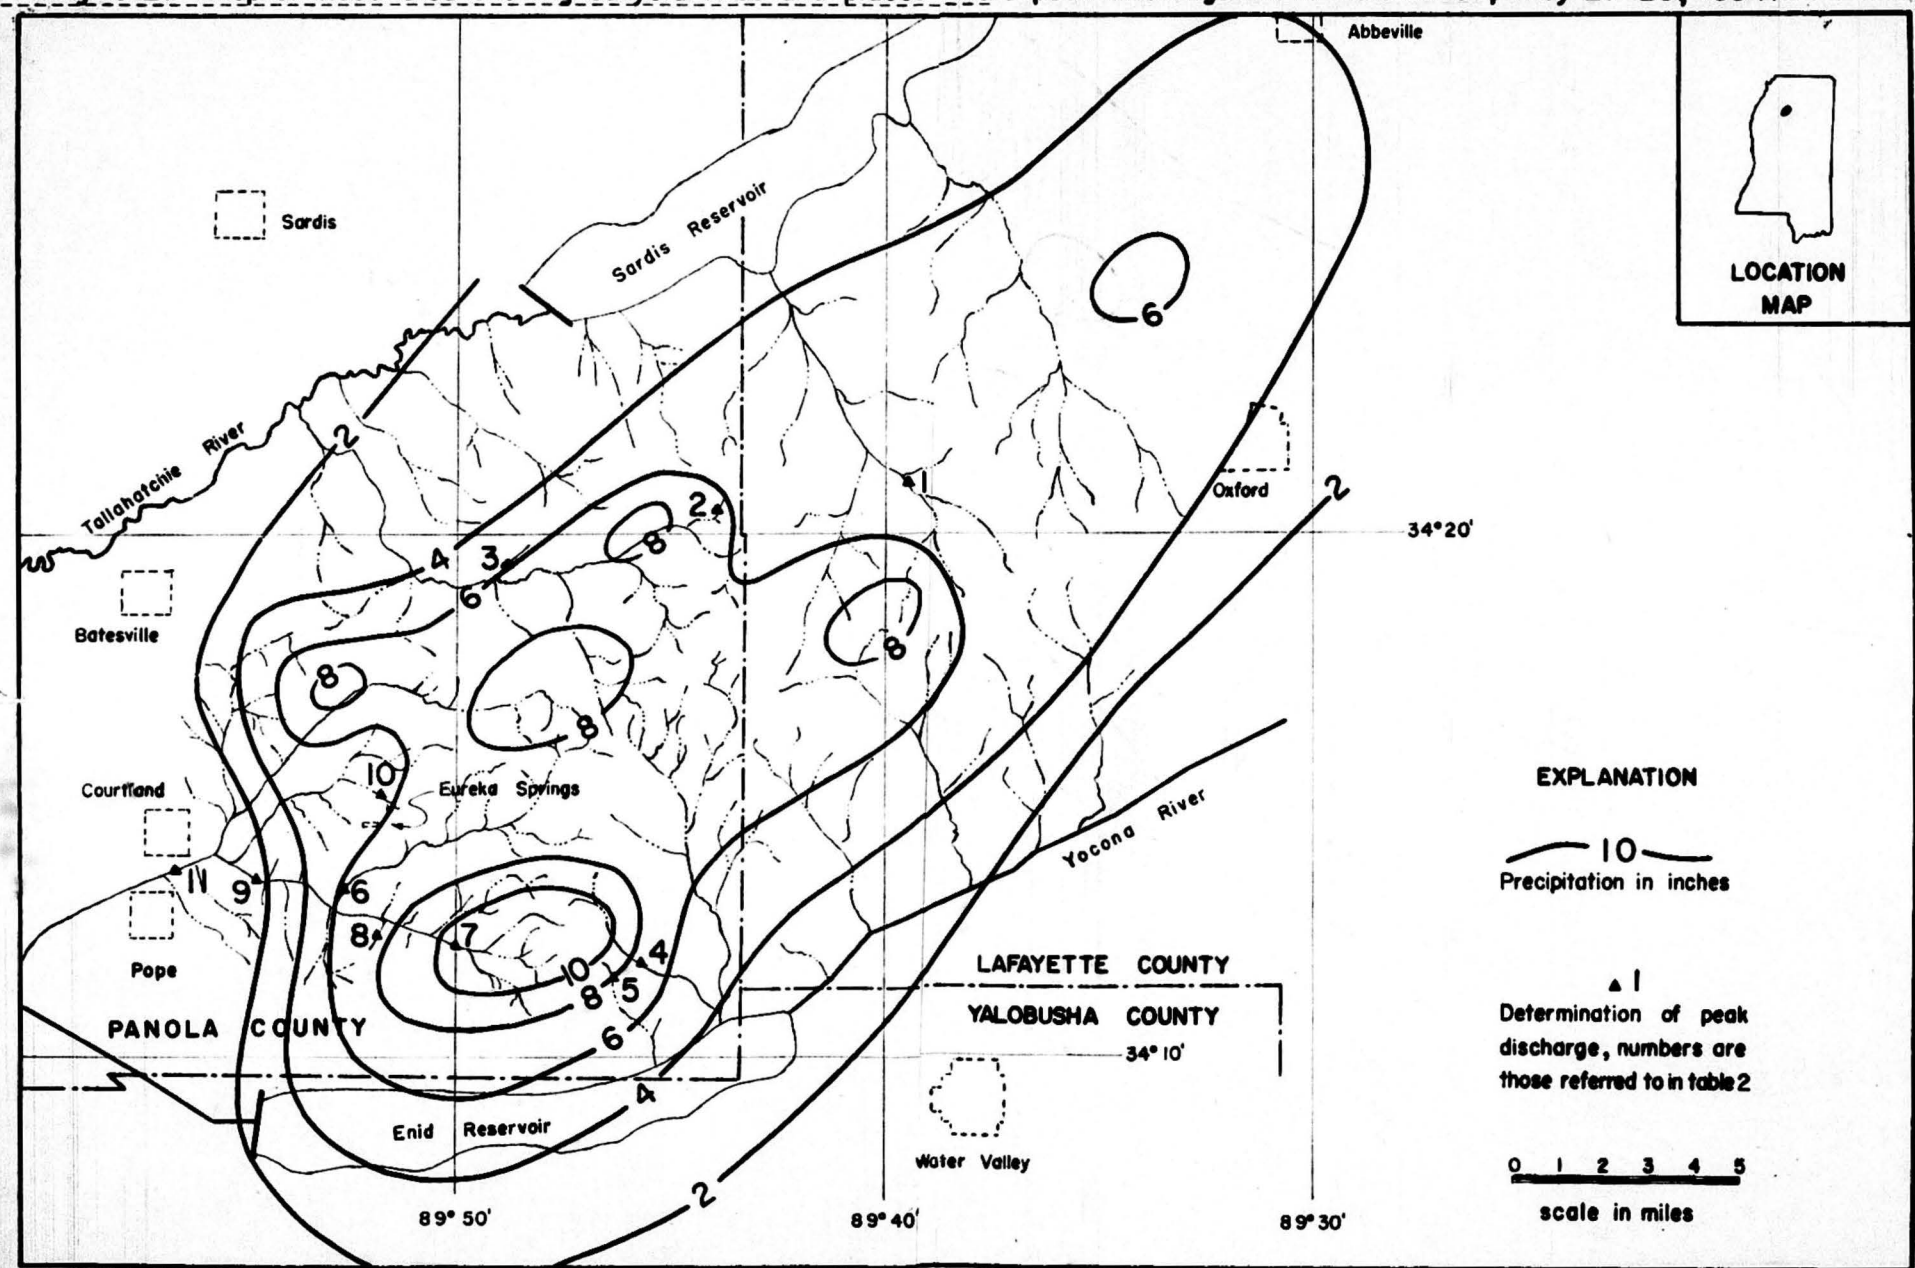 Abbeville
Sardis
Sardis Reservoir
LOCATION
MAP
6
Tallahatchie River
2
2
1
Oxford
2
34°20'
4
3
8
6
Batesville
8
8
8
Courtland
10
Eureka Springs
EXPLANATION
10
Precipitation in inches
Yocona River
11
9
6
8
7
4
Pope
10
5
8
LAFAYETTE COUNTY
YALOBUSHA COUNTY
PANOLA COUNTY
6
34°10'
1
Determination of peak
discharge, numbers are
those referred to in table 2
4
Enid Reservoir
Water Valley
0 1 2 3 4 5
scale in miles
2
89°50'
89°40'
89°30'